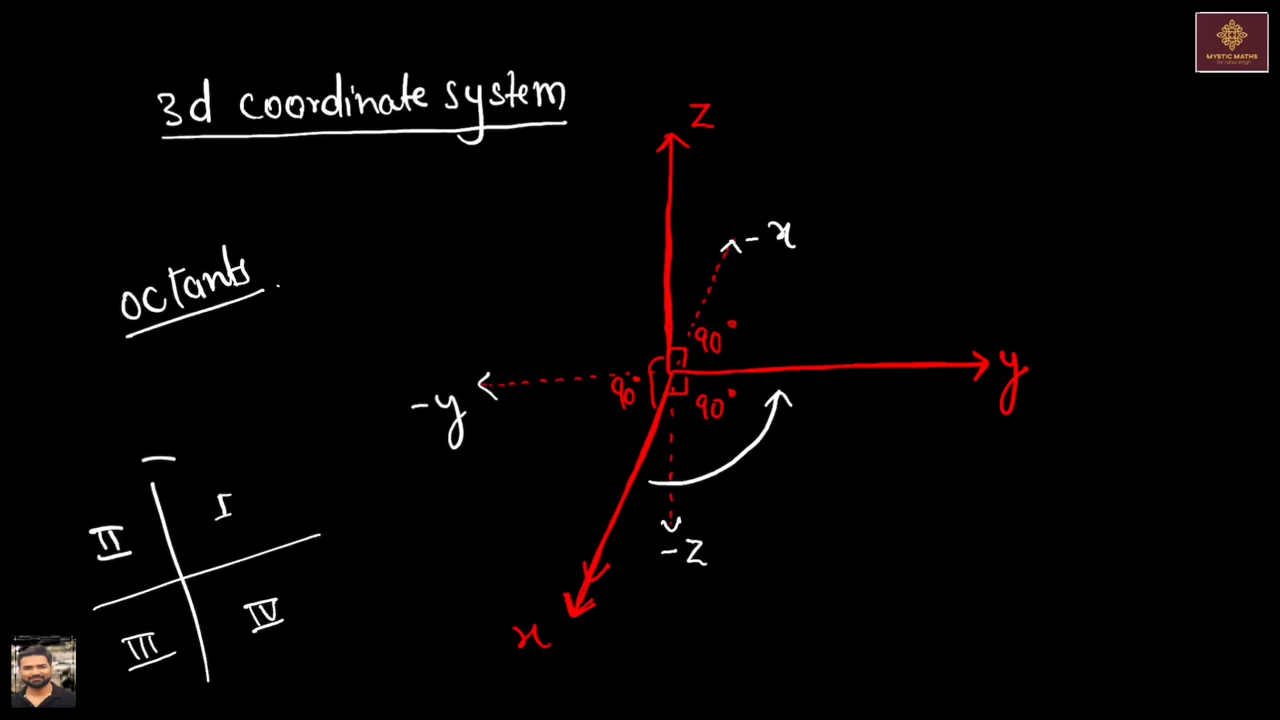 MYSTIC MATHS
3d coordinate system
z
-x
octants
90°
y
90°
90°
-y
I
II
-z
IV
III
x